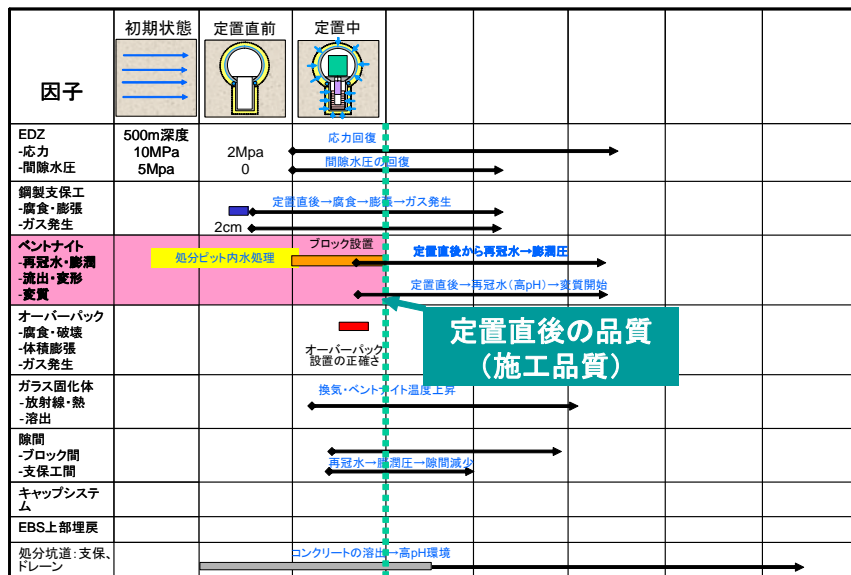 因子
初期状態
定置直前
定置中
EDZ
-応力
-間隙水圧
500m深度
10MPa
5Mpa
2Mpa
0
応力回復
間隙水圧の回復
鋼製支保工
-腐食・膨張
-ガス発生
2cm
定置直後→腐食→膨張→ガス発生
ベントナイト
-再冠水・膨潤
-流出・変形
-変質
処分ピット内水処理
ブロック設置
定置直後から再冠水→膨潤圧
定置直後→再冠水(高pH)→変質開始
定置直後の品質
(施工品質)
オーバーパック
-腐食・破壊
-体積膨張
-ガス発生
オーバーパック
設置の正確さ
ガラス固化体
-放射線・熱
-溶出
換気・ベントナイト温度上昇
隙間
-ブロック間
-支保工間
再冠水→膨潤圧→隙間減少
キャップシステ
ム
EBS上部埋戻
処分坑道:支保、
ドレーン
コンクリートの溶出→高pH環境